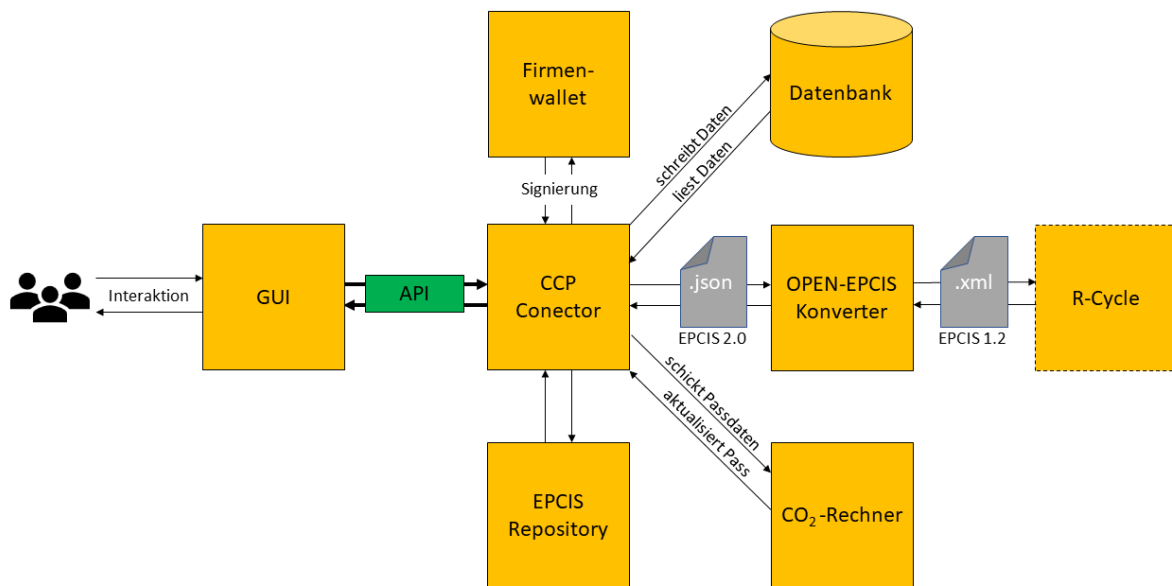 Firmen-
wallet
Datenbank
schreibt Daten
liest Daten
Signierung
Interaktion
GUI
API
CCP
Conector
.json
EPCIS 2.0
OPEN-EPCIS
Konverter
.xml
EPCIS 1.2
R-Cycle
schickt Passdaten
aktualisiert Pass
EPCIS
Repository
CO₂-Rechner